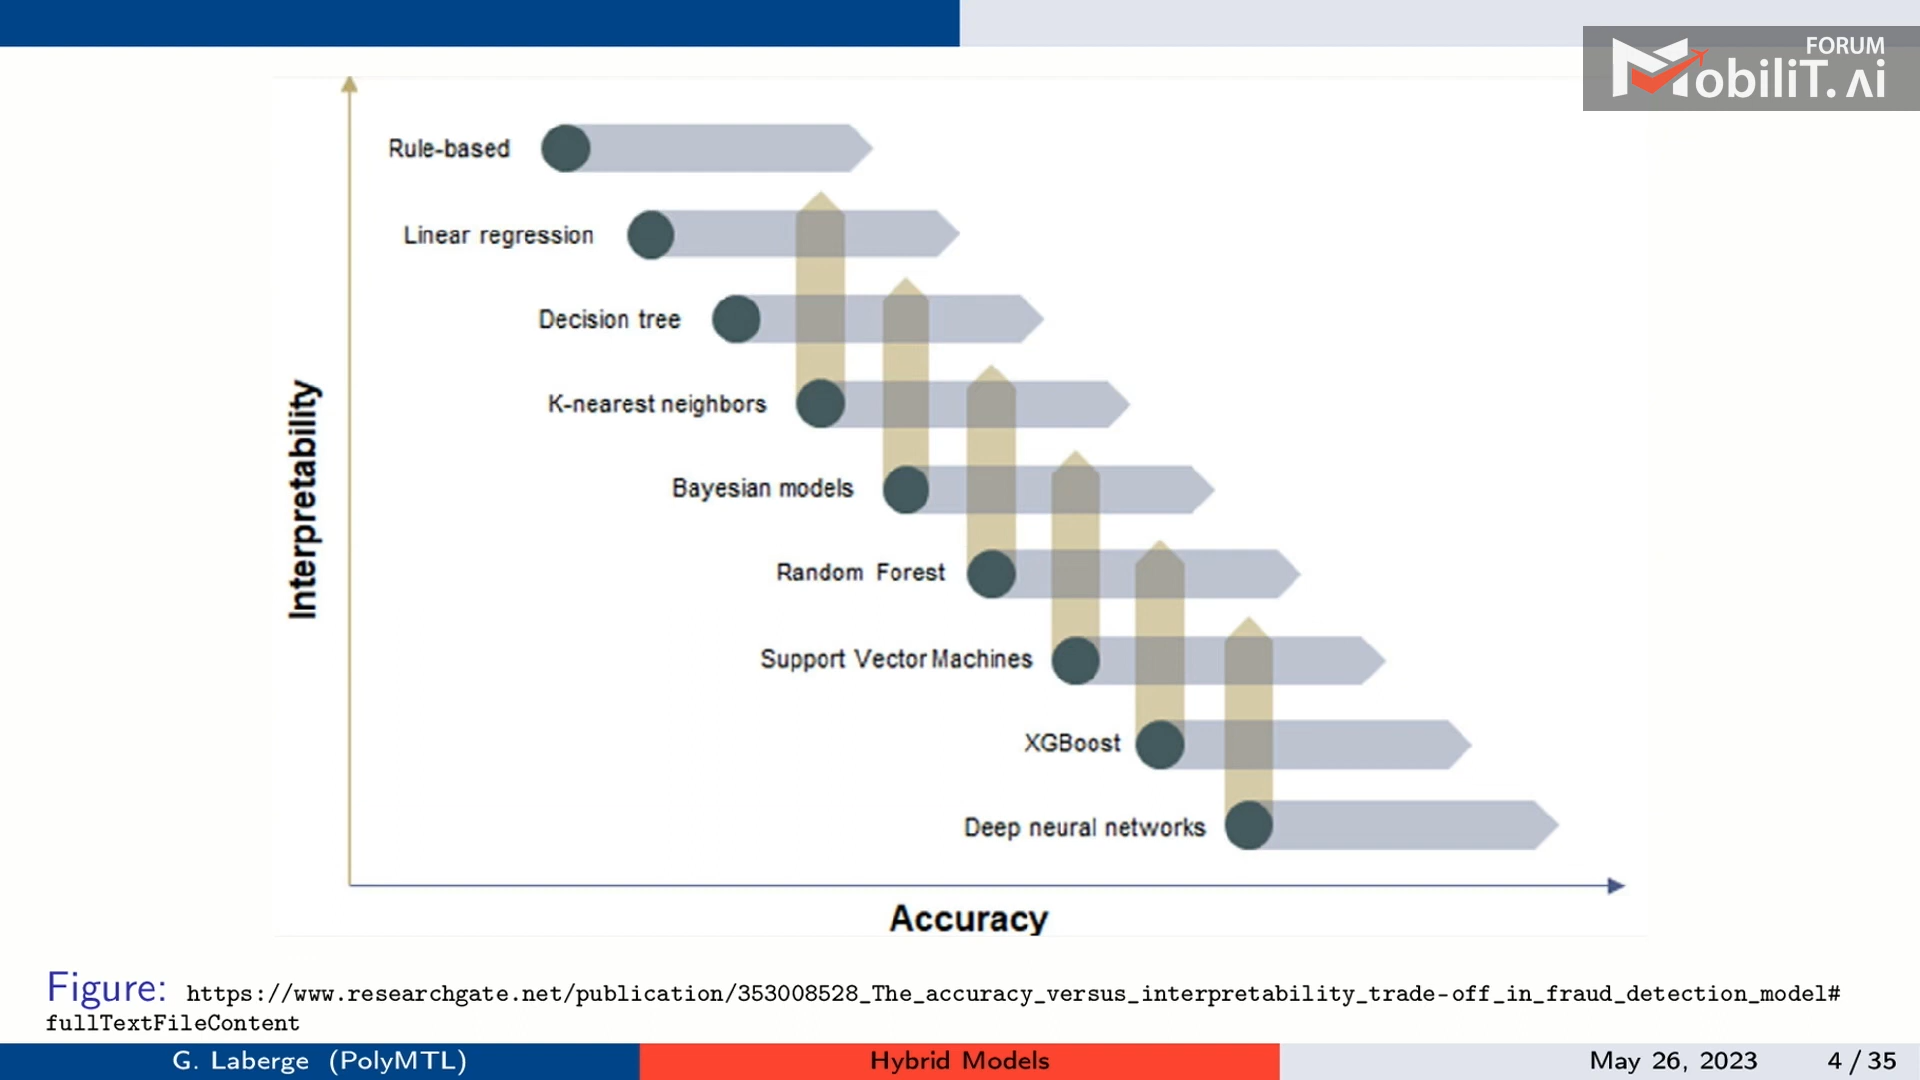 FORUM
MobiliT.Ai
Rule-based
Linear regression
Decision tree
K-nearest neighbors
Bayesian models
Random Forest
Support Vector Machines
XGBoost
Deep neural networks
Interpretability
Accuracy
Figure: https://www.researchgate.net/publication/353008528_The_accuracy_versus_interpretability_trade-off_in_fraud_detection_model#
fullTextFileContent
G. Laberge (PolyMTL)
Hybrid Models
May 26, 2023
4 / 35